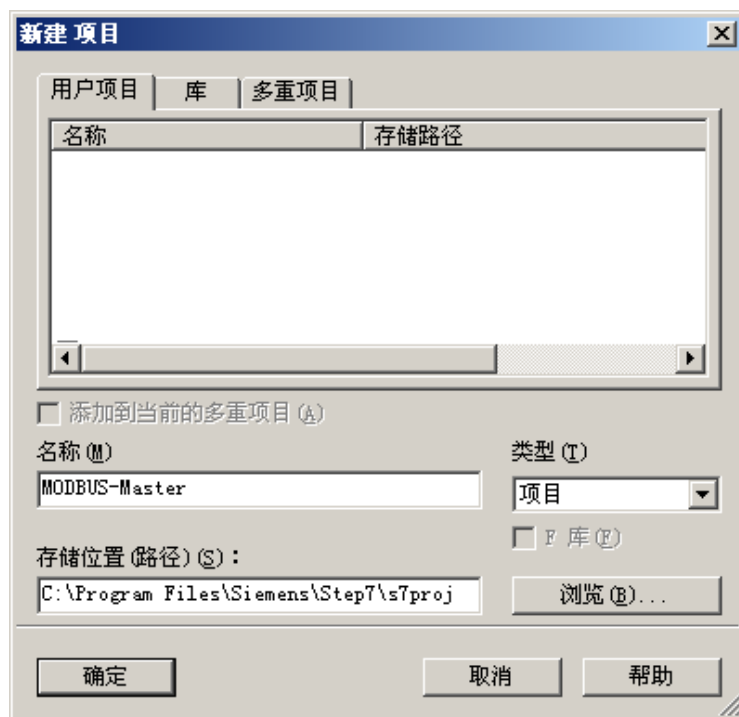 新建 项目
用户项目 库 多重项目
名称 存储路径
添加到当前的多重项目(A)
名称(M) 类型(T)
MODBUS-Master 项目
F 库(F)
存储位置(路径)(S):
C:\Program Files\Siemens\Step7\s7proj 浏览(B)...
确定 取消 帮助